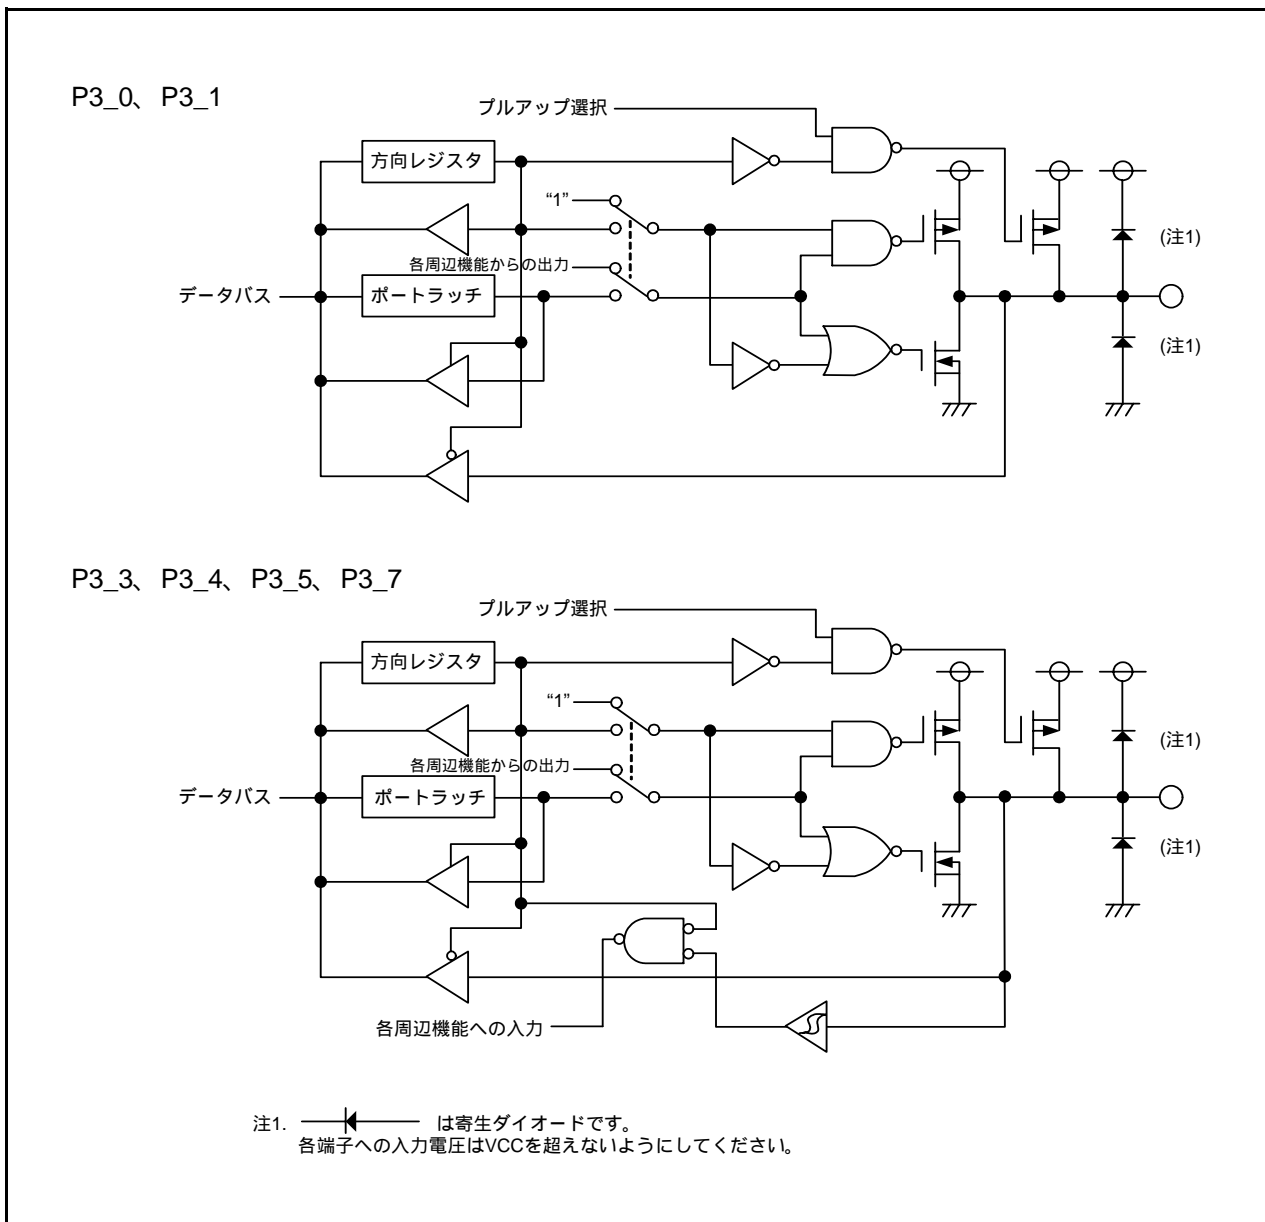 P3_0、P3_1
プルアップ選択
方向レジスタ
“1”
各周辺機能からの出力
(注1)
データバス
ポートラッチ
(注1)
P3_3、P3_4、P3_5、P3_7
プルアップ選択
方向レジスタ
“1”
(注1)
各周辺機能からの出力
データバス
ポートラッチ
(注1)
各周辺機能への入力
注1. は寄生ダイオードです。
各端子への入力電圧はVCCを超えないようにしてください。